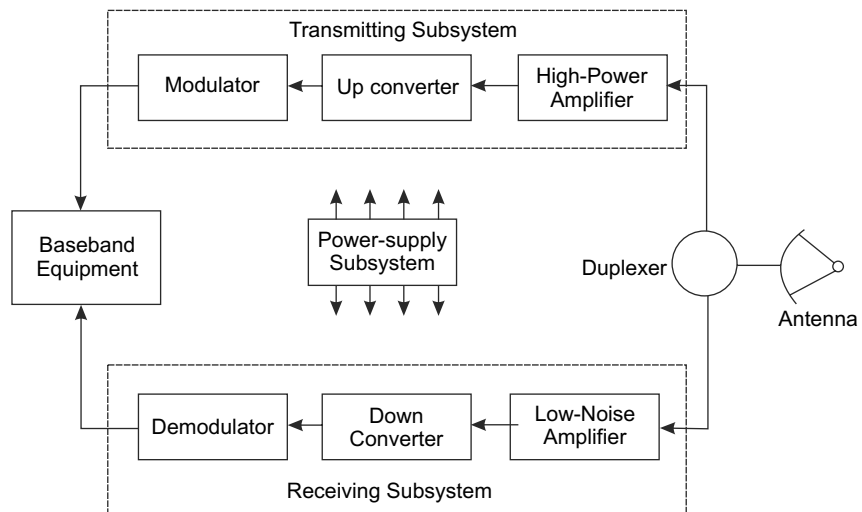 Transmitting Subsystem
Modulator
Up converter
High-Power
Amplifier
Baseband
Equipment
Power-supply
Subsystem
Duplexer
Antenna
Demodulator
Down
Converter
Low-Noise
Amplifier
Receiving Subsystem